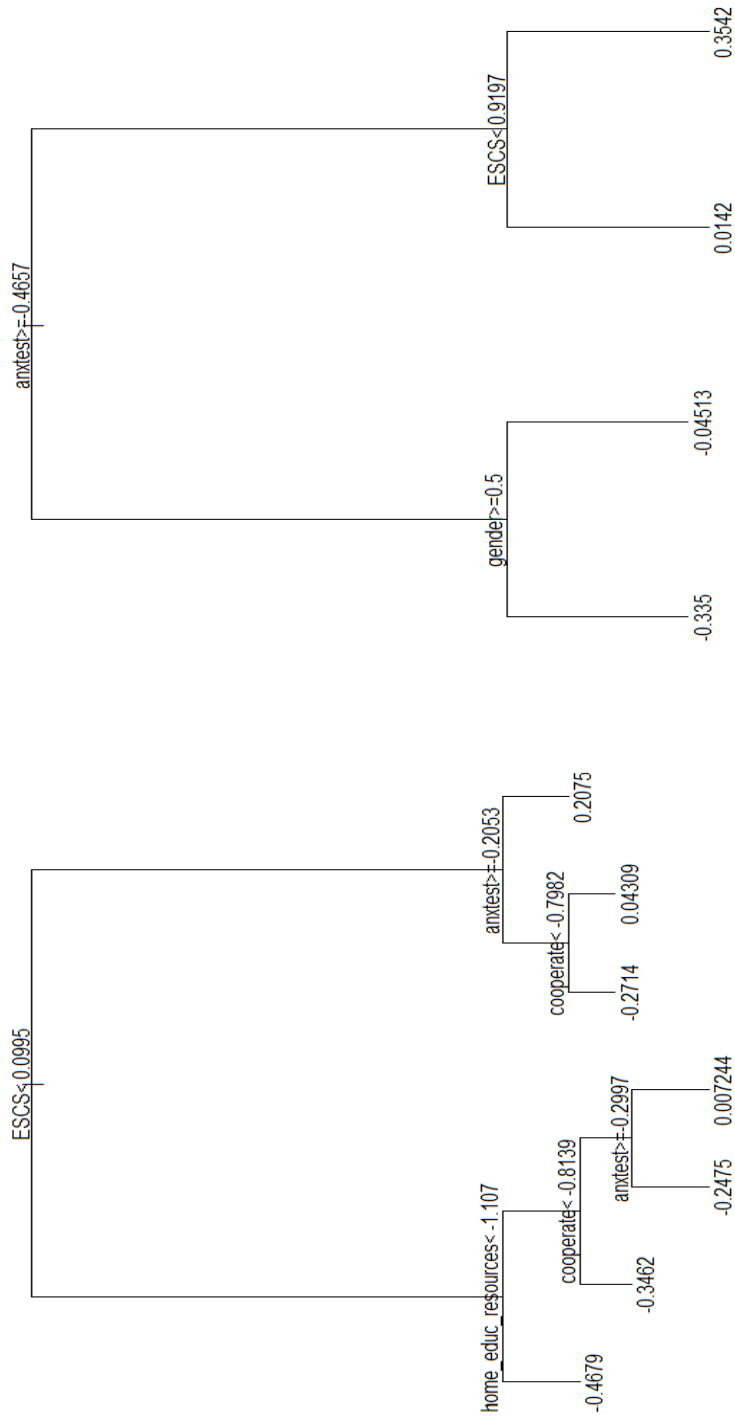 ESCS< 0.0995
home_educ_resources< -1.107
anxtest>=-0.2053
-0.4679
cooperate< -0.8139
cooperate< -0.7982
0.2075
-0.3462
anxtest>=-0.2997
-0.2714
0.04309
-0.2475
0.007244
anxtest>=-0.4657
gender>=0.5
ESCS< 0.9197
-0.335
-0.04513
0.0142
0.3542